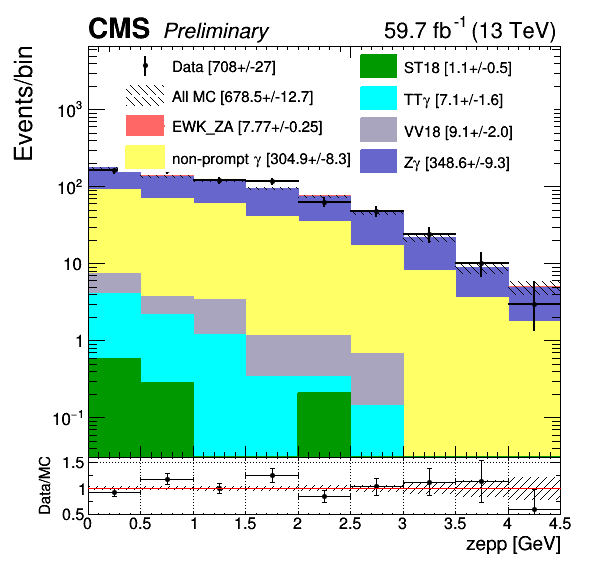 CMS Preliminary 59.7 fb⁻¹ (13 TeV)
Events/bin
Data [708+/-27]
All MC [678.5+/-12.7]
EWK_ZA [7.77+/-0.25]
non-prompt γ [304.9+/-8.3]
ST18 [1.1+/-0.5]
TTγ [7.1+/-1.6]
VV18 [9.1+/-2.0]
Zγ [348.6+/-9.3]
10³
10²
10
1
10⁻¹
Data/MC
1.5
1
0.5
0 0.5 1 1.5 2 2.5 3 3.5 4 4.5
zepp [GeV]